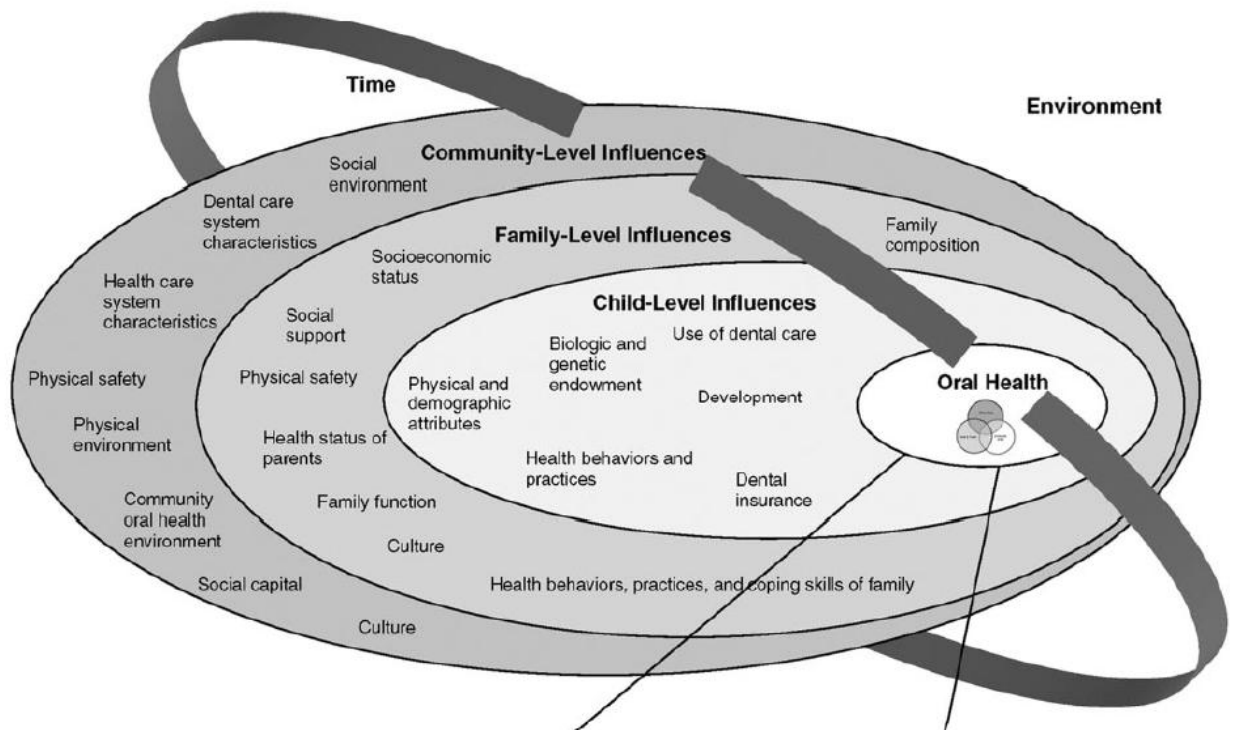 Time
Environment
Community-Level Influences
Social
environment
Dental care
system
characteristics
Health care
system
characteristics
Physical safety
Physical
environment
Community
oral health
environment
Social capital
Culture
Family-Level Influences
Family
composition
Socioeconomic
status
Social
support
Physical safety
Health status of
parents
Family function
Culture
Health behaviors, practices, and coping skills of family
Child-Level Influences
Use of dental care
Biologic and
genetic
endowment
Physical and
demographic
attributes
Development
Health behaviors and
practices
Dental
insurance
Oral Health